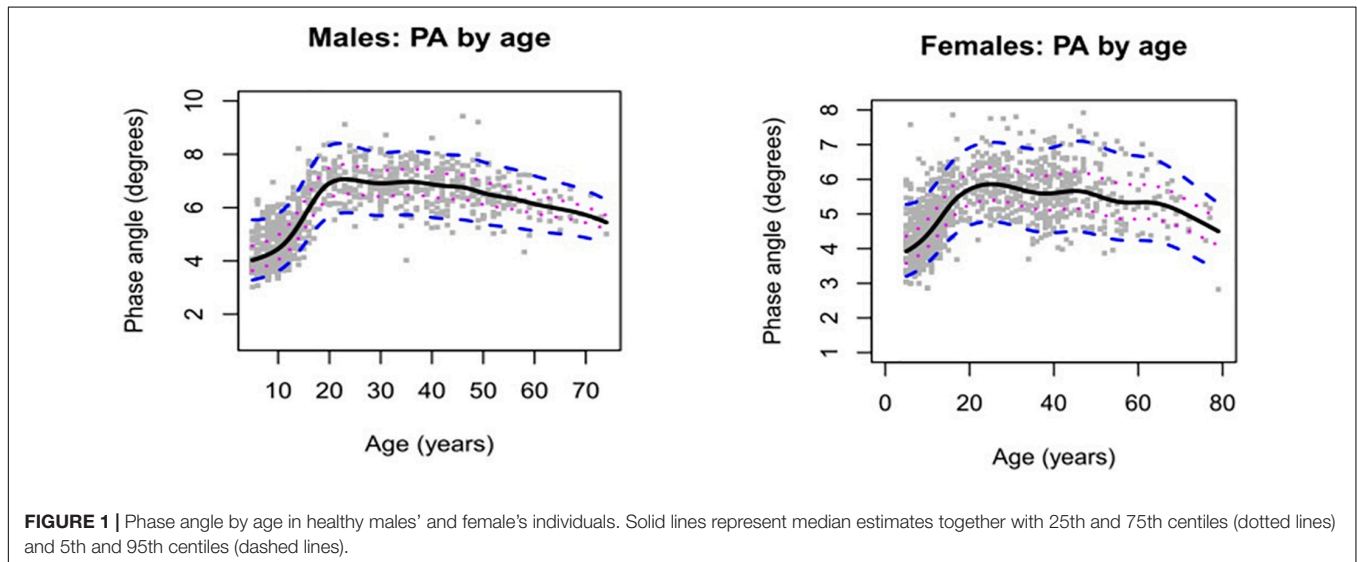 Males: PA by age
Phase angle (degrees)
10
8
6
4
2
10 20 30 40 50 60 70
Age (years)
Females: PA by age
Phase angle (degrees)
8
7
6
5
4
3
2
1
0 20 40 60 80
Age (years)
FIGURE 1 | Phase angle by age in healthy males’ and female’s individuals. Solid lines represent median estimates together with 25th and 75th centiles (dotted lines)
and 5th and 95th centiles (dashed lines).